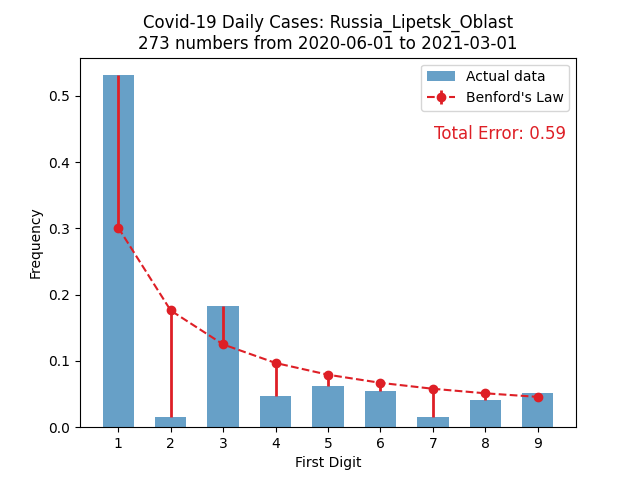 Covid-19 Daily Cases: Russia_Lipetsk_Oblast
273 numbers from 2020-06-01 to 2021-03-01
Actual data
Benford's Law
Total Error: 0.59
0.5
0.4
0.3
0.2
0.1
0.0
Frequency
1 2 3 4 5 6 7 8 9
First Digit